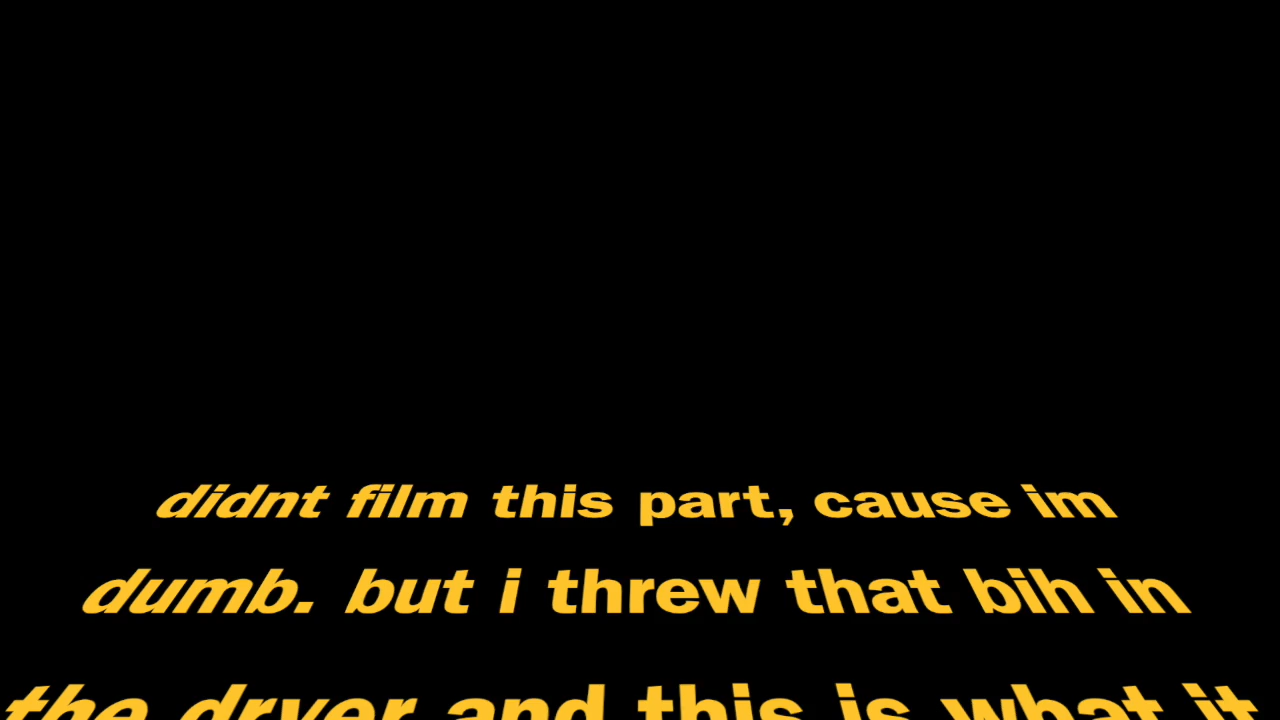 didnt film this part, cause im
dumb. but i threw that bih in
the dryer and this is what it